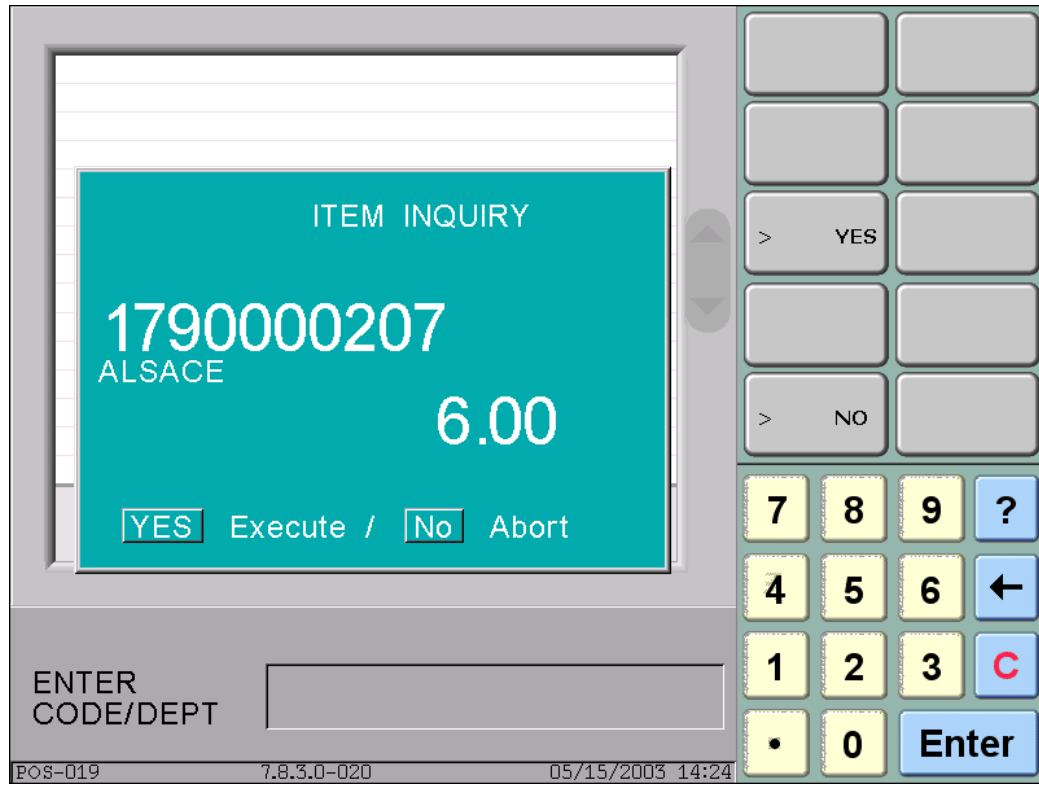 ITEM INQUIRY
1790000207
ALSACE
6.00
YES Execute / No Abort
ENTER
CODE/DEPT
POS-019 7.8.3.0-020 05/15/2003 14:24
> YES
> NO
7 8 9 ?
4 5 6 ←
1 2 3 C
• 0 Enter